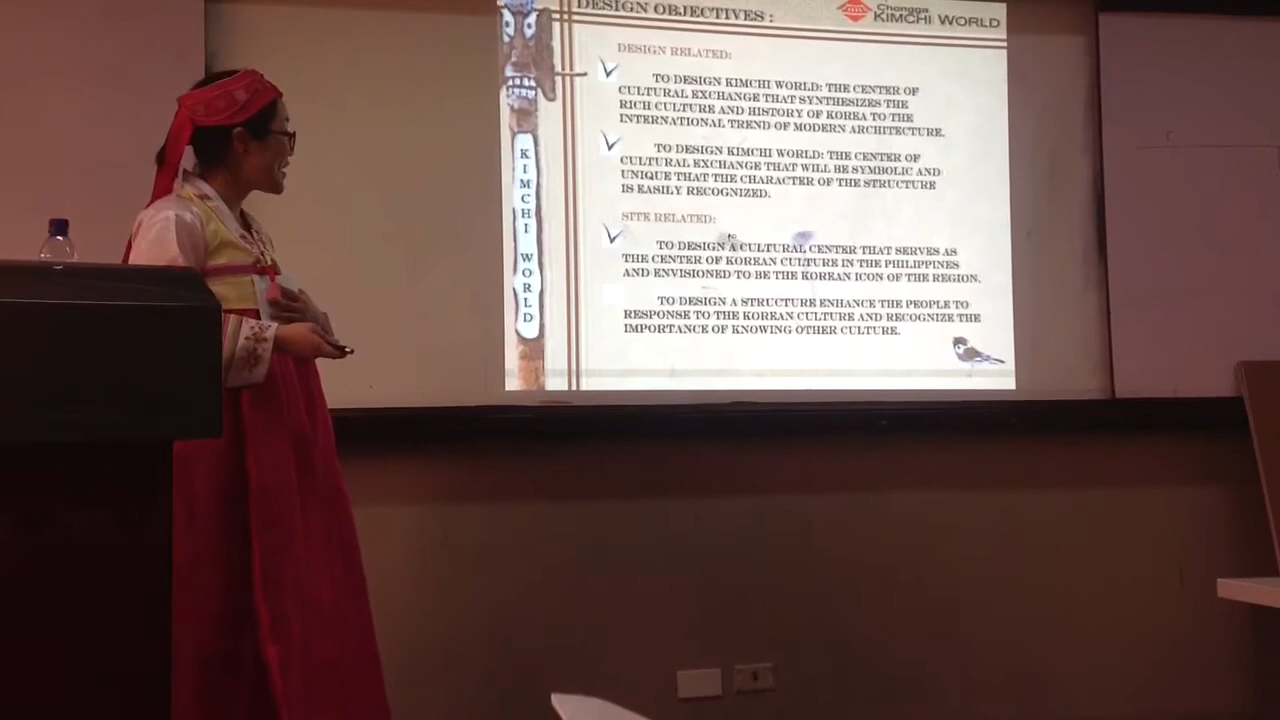 DESIGN OBJECTIVES :
Chongga
KIMCHI WORLD
DESIGN RELATED:
TO DESIGN KIMCHI WORLD: THE CENTER OF
CULTURAL EXCHANGE THAT SYNTHESIZES THE
RICH CULTURE AND HISTORY OF KOREA TO THE
INTERNATIONAL TREND OF MODERN ARCHITECTURE.
TO DESIGN KIMCHI WORLD: THE CENTER OF
CULTURAL EXCHANGE THAT WILL BE SYMBOLIC AND
UNIQUE THAT THE CHARACTER OF THE STRUCTURE
IS EASILY RECOGNIZED.
SITE RELATED:
TO DESIGN A CULTURAL CENTER THAT SERVES AS
THE CENTER OF KOREAN CULTURE IN THE PHILIPPINES
AND ENVISIONED TO BE THE KOREAN ICON OF THE REGION.
TO DESIGN A STRUCTURE ENHANCE THE PEOPLE TO
RESPONSE TO THE KOREAN CULTURE AND RECOGNIZE THE
IMPORTANCE OF KNOWING OTHER CULTURE.
KIMCHI WORLD